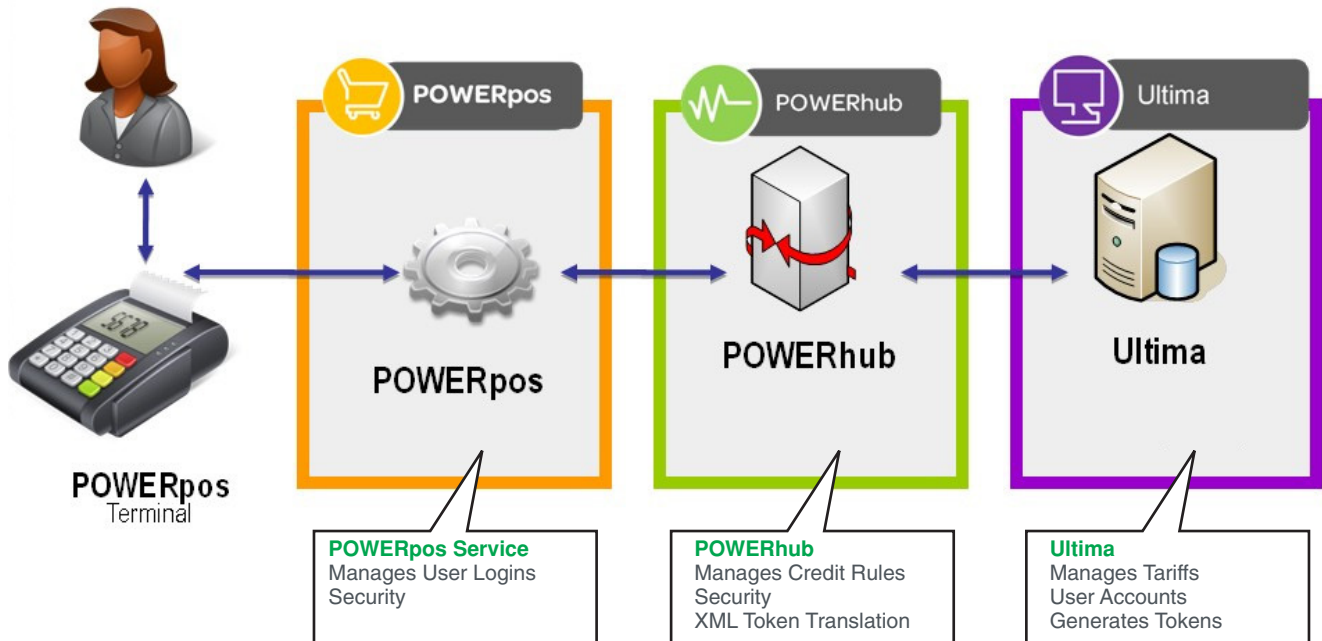 POWERpos
POWERhub
Ultima
5678
POWERpos
POWERhub
Ultima
POWERpos
Terminal
POWERpos Service
Manages User Logins
Security
POWERhub
Manages Credit Rules
Security
XML Token Translation
Ultima
Manages Tariffs
User Accounts
Generates Tokens